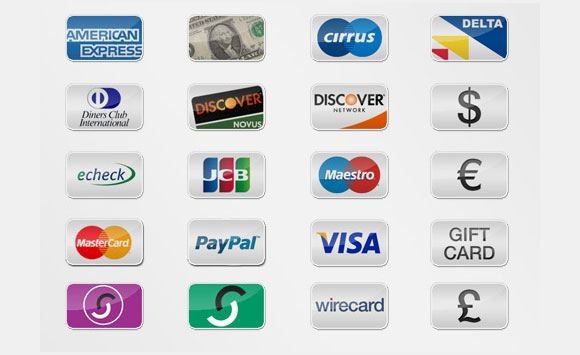 AMERICAN
EXPRESS
cirrus
DELTA
Diners Club
International
DISCOVER
NOVUS
DISCOVER
NETWORK
$
echeck
JCB
Maestro
€
MasterCard
PayPal
VISA
GIFT
CARD
wirecard
£